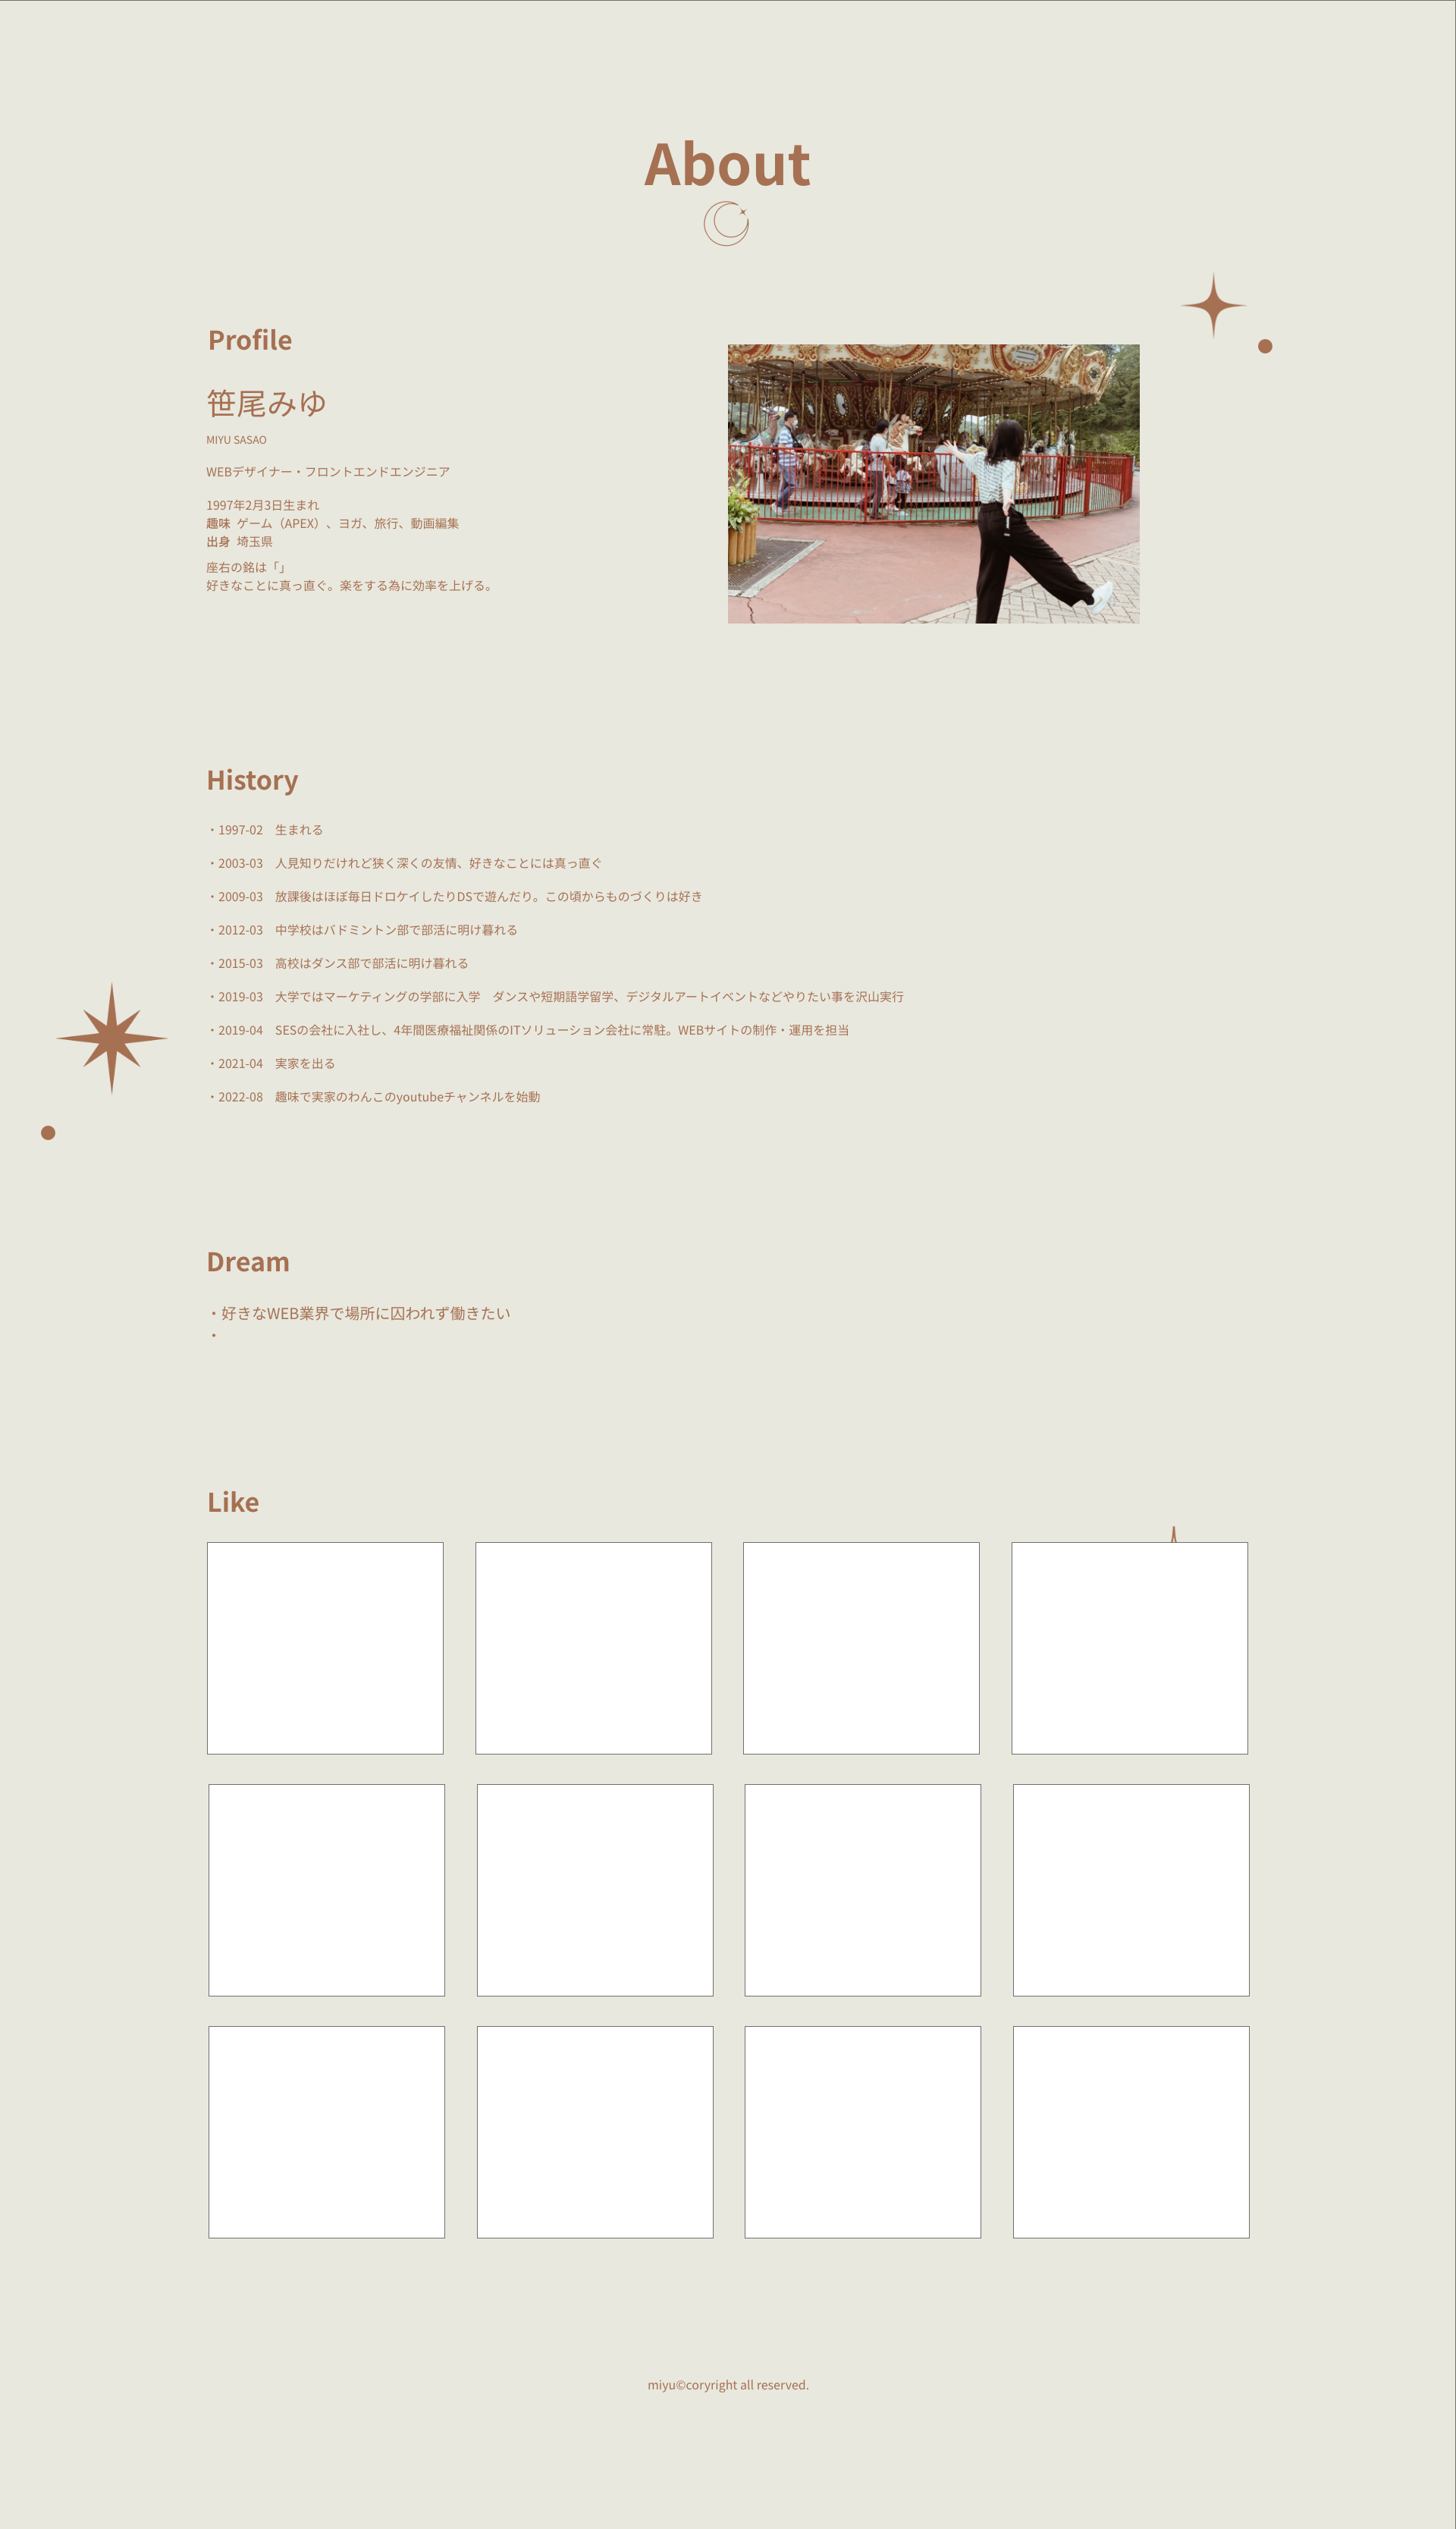 About
Profile
笹尾みゆ
MIYU SASAO
WEBデザイナー・フロントエンドエンジニア
1997年2月3日生まれ
趣味 ゲーム（APEX）、ヨガ、旅行、動画編集
出身 埼玉県
座右の銘は「」
好きなことに真っ直ぐ。楽をする為に効率を上げる。
History
・1997-02　生まれる
・2003-03　人見知りだけれど狭く深くの友情、好きなことには真っ直ぐ
・2009-03　放課後はほぼ毎日ドロケイしたりDSで遊んだり。この頃からものづくりは好き
・2012-03　中学校はバドミントン部で部活に明け暮れる
・2015-03　高校はダンス部で部活に明け暮れる
・2019-03　大学ではマーケティングの学部に入学　ダンスや短期語学留学、デジタルアートイベントなどやりたい事を沢山実行
・2019-04　SESの会社に入社し、4年間医療福祉関係のITソリューション会社に常駐。WEBサイトの制作・運用を担当
・2021-04　実家を出る
・2022-08　趣味で実家のわんこのyoutubeチャンネルを始動
Dream
・好きなWEB業界で場所に囚われず働きたい
・
Like
miyu©coryright all reserved.